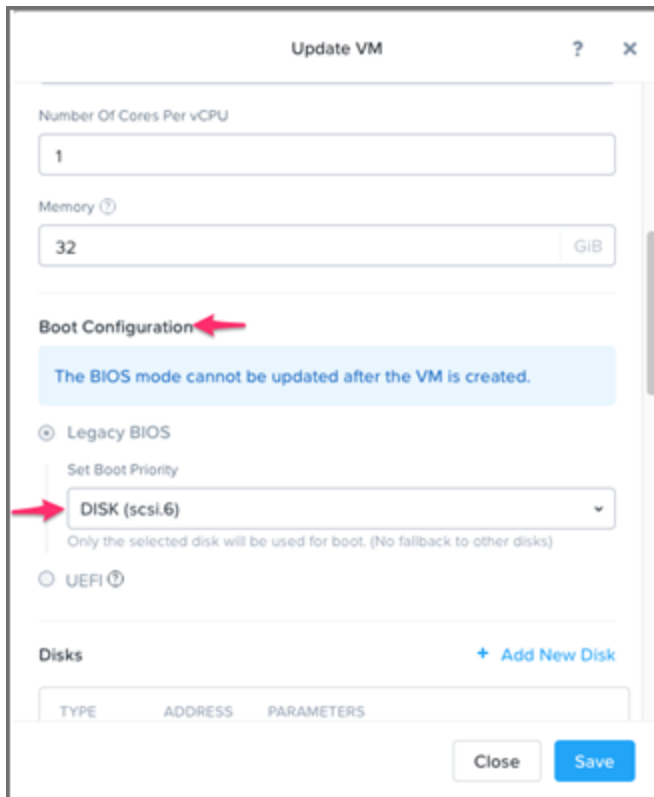 Update VM
?
Number Of Cores Per vCPU
1
Memory ?
32 GiB
Boot Configuration
The BIOS mode cannot be updated after the VM is created.
Legacy BIOS
Set Boot Priority
DISK (scsi.6)
Only the selected disk will be used for boot. (No fallback to other disks)
UEFI ?
Disks + Add New Disk
TYPE ADDRESS PARAMETERS
Close Save